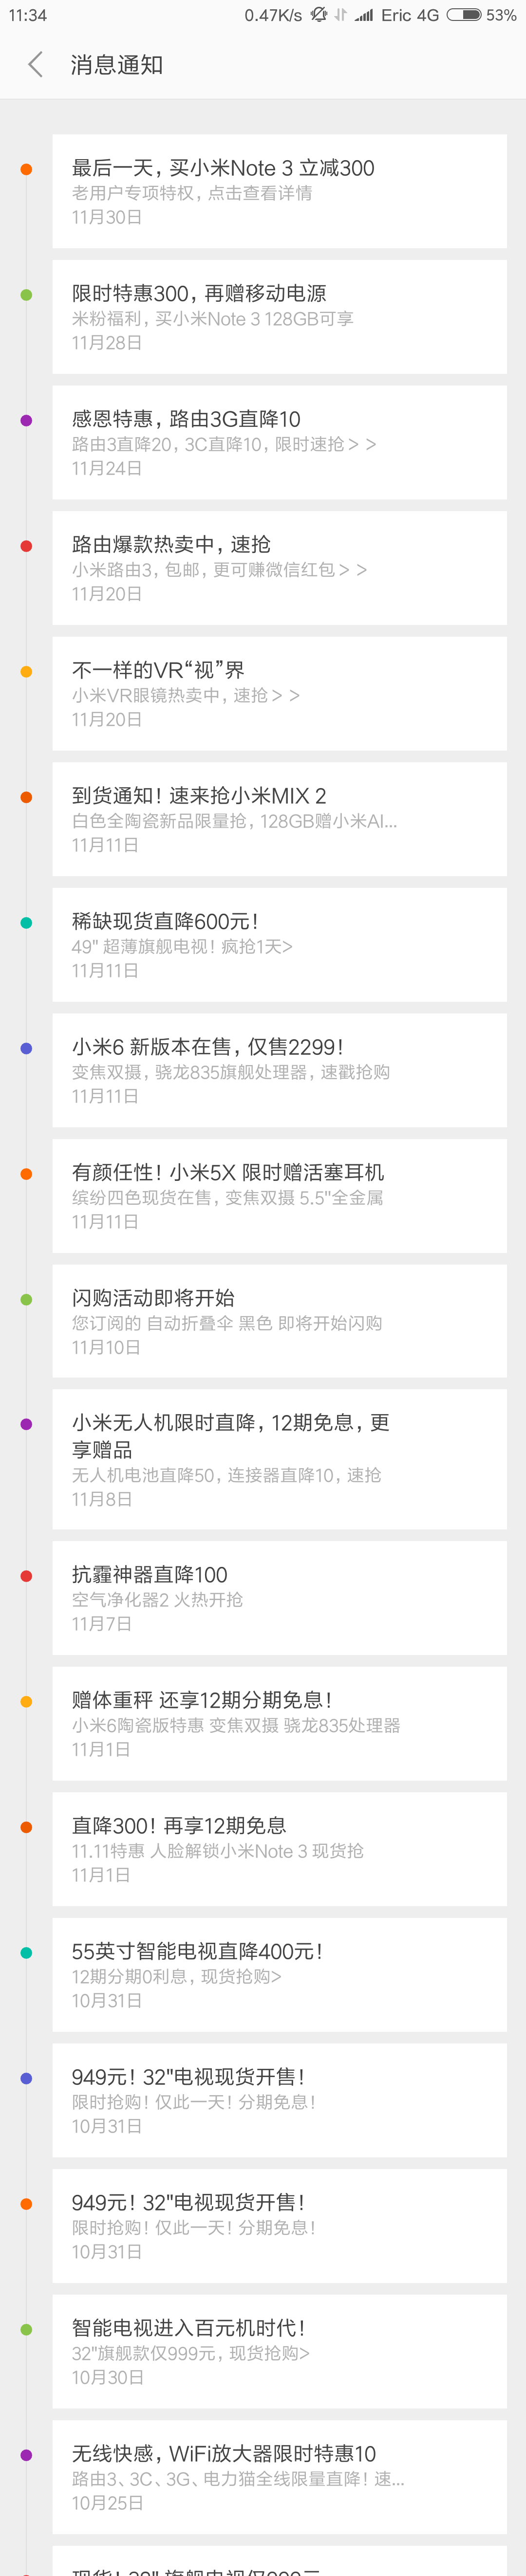 11:34
0.47K/s Eric 4G 53%
消息通知
最后一天，买小米Note 3 立减300
老用户专项特权，点击查看详情
11月30日
限时特惠300，再赠移动电源
米粉福利，买小米Note 3 128GB可享
11月28日
感恩特惠，路由3G直降10
路由3直降20，3C直降10，限时速抢＞＞
11月24日
路由爆款热卖中，速抢
小米路由3，包邮，更可赚微信红包＞＞
11月20日
不一样的VR“视”界
小米VR眼镜热卖中，速抢＞＞
11月20日
到货通知！速来抢小米MIX 2
白色全陶瓷新品限量抢，128GB赠小米AI...
11月11日
稀缺现货直降600元！
49" 超薄旗舰电视！疯抢1天>
11月11日
小米6 新版本在售，仅售2299！
变焦双摄，骁龙835旗舰处理器，速戳抢购
11月11日
有颜任性！小米5X 限时赠活塞耳机
缤纷四色现货在售，变焦双摄 5.5"全金属
11月11日
闪购活动即将开始
您订阅的 自动折叠伞 黑色 即将开始闪购
11月10日
小米无人机限时直降，12期免息，更
享赠品
无人机电池直降50，连接器直降10，速抢
11月8日
抗霾神器直降100
空气净化器2 火热开抢
11月7日
赠体重秤 还享12期分期免息！
小米6陶瓷版特惠 变焦双摄 骁龙835处理器
11月1日
直降300！再享12期免息
11.11特惠 人脸解锁小米Note 3 现货抢
11月1日
55英寸智能电视直降400元！
12期分期0利息，现货抢购>
10月31日
949元！32"电视现货开售！
限时抢购！仅此一天！分期免息！
10月31日
949元！32"电视现货开售！
限时抢购！仅此一天！分期免息！
10月31日
智能电视进入百元机时代！
32"旗舰款仅999元，现货抢购>
10月30日
无线快感，WiFi放大器限时特惠10
路由3、3C、3G、电力猫全线限量直降！速...
10月25日